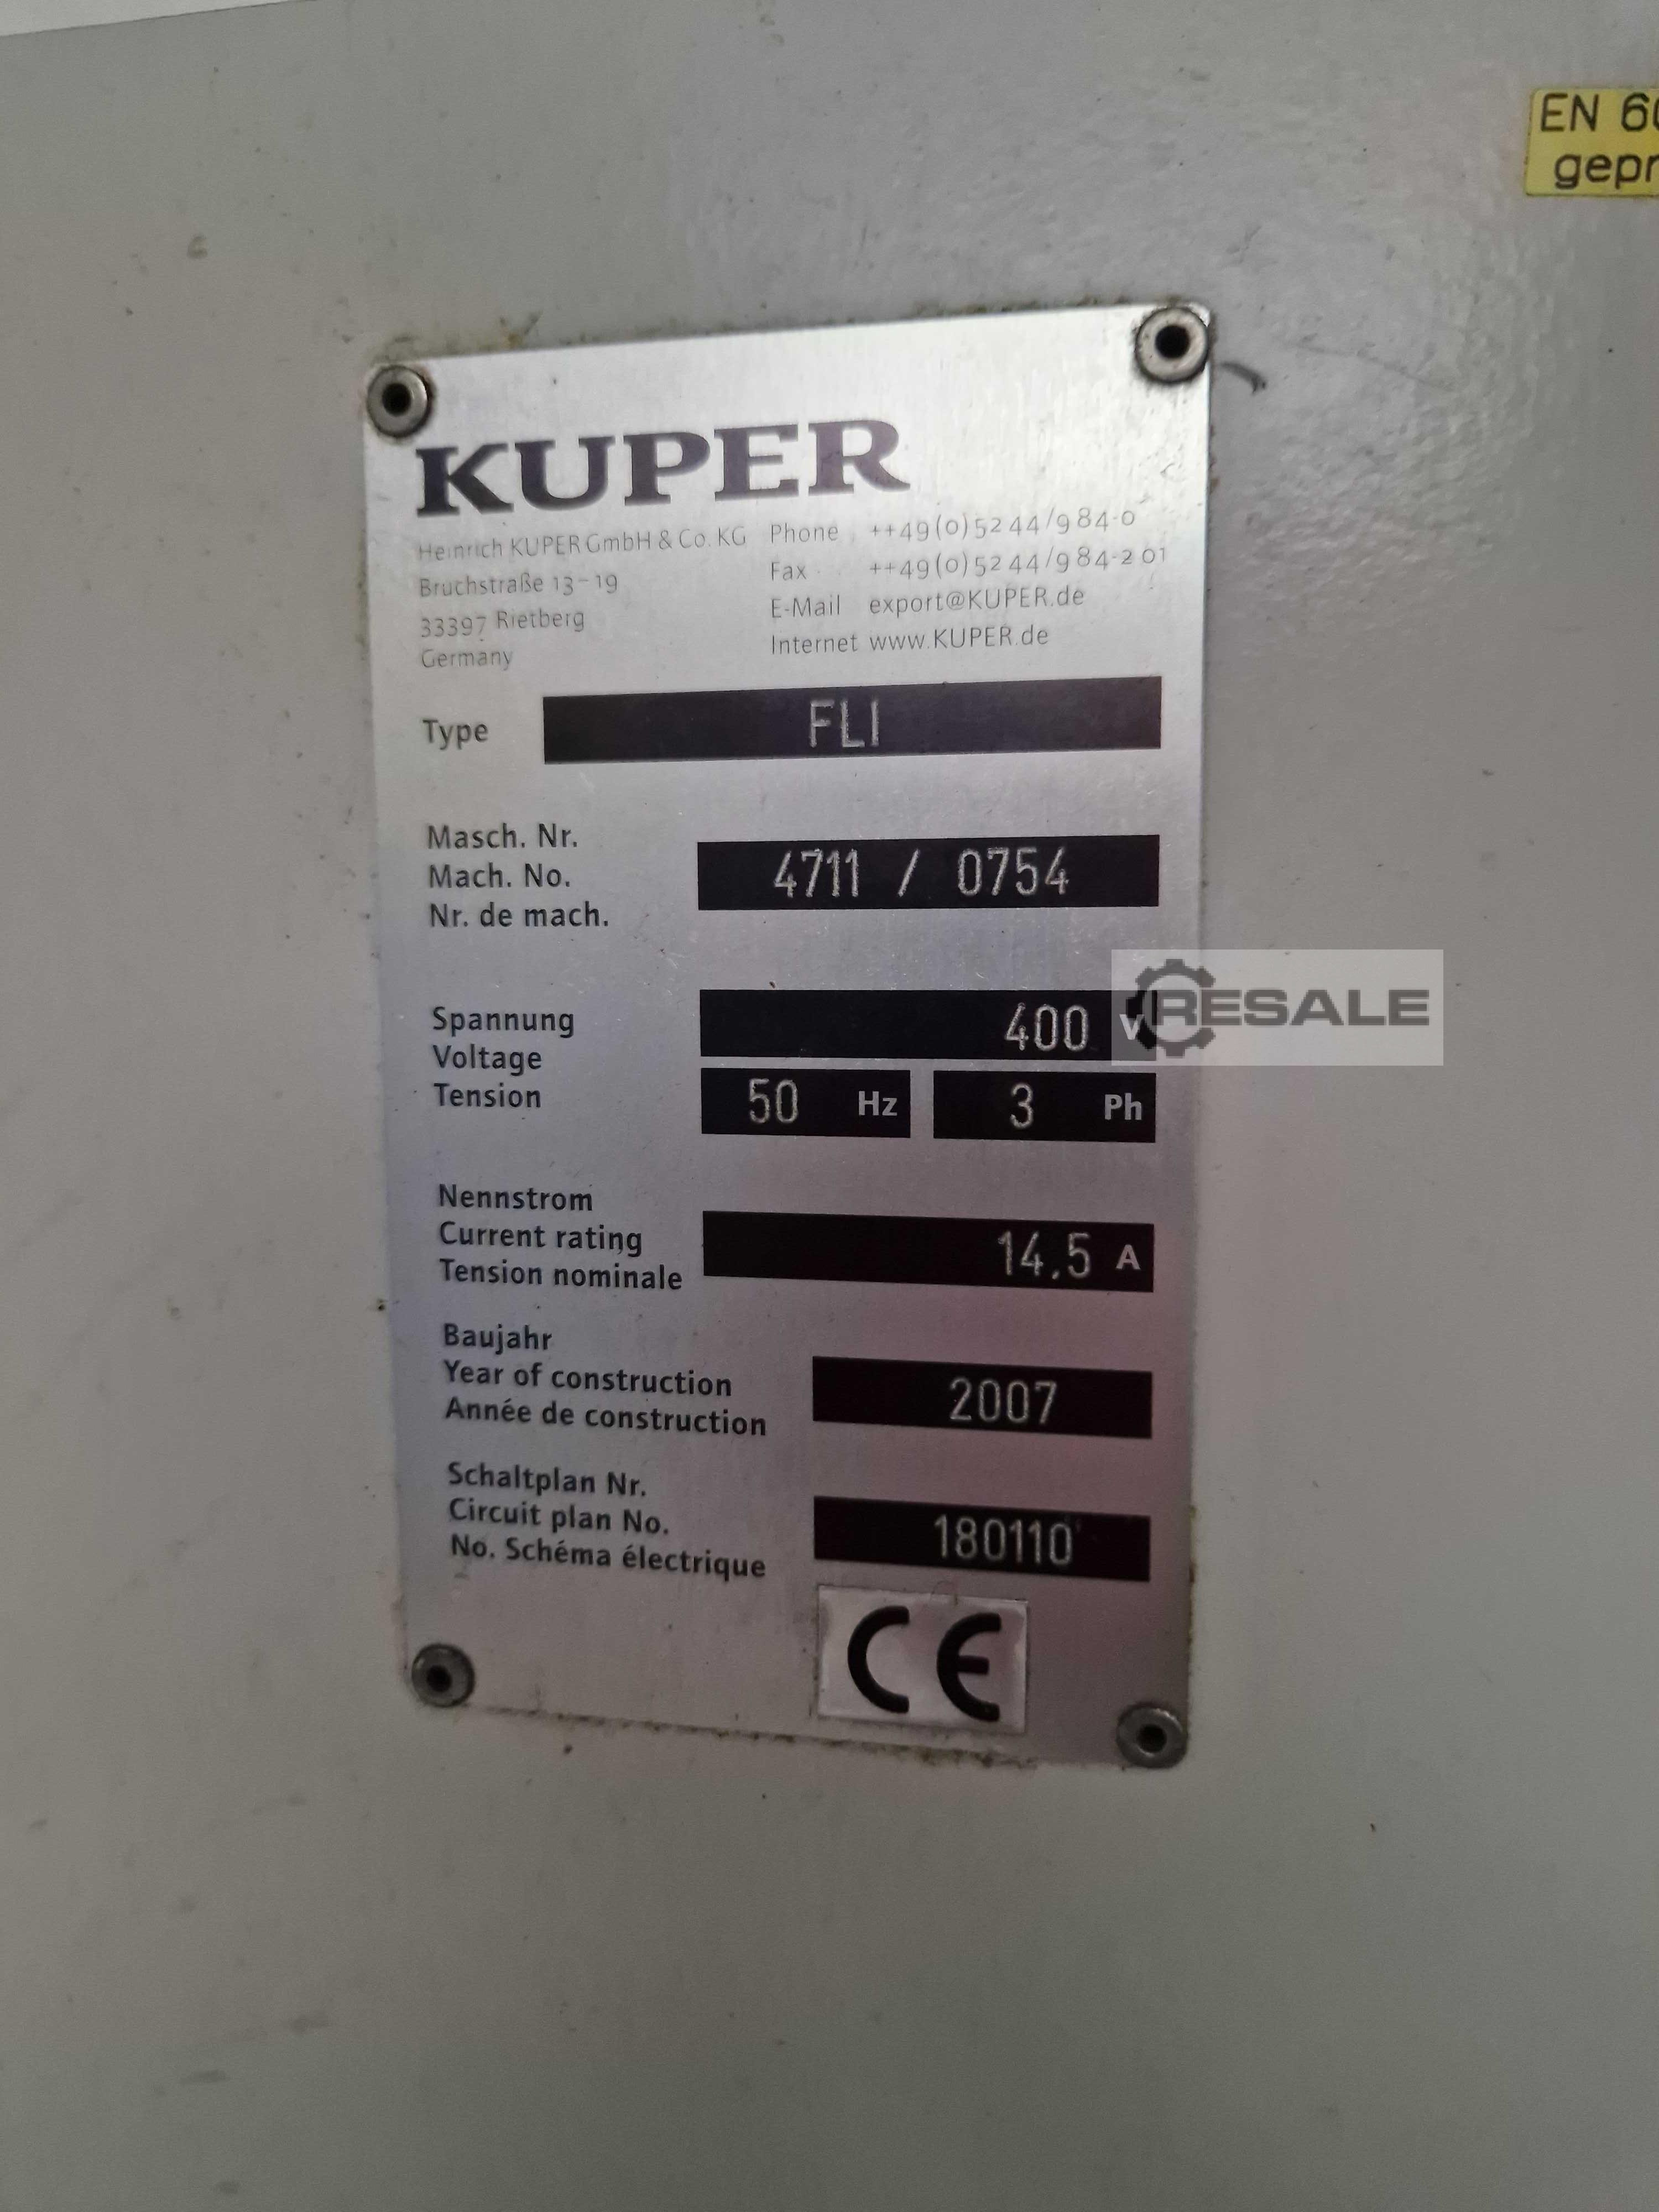 EN 60
gepr
KUPER
Heinrich KUPER GmbH & Co. KG
Bruchstraße 13-19
33397 Rietberg
Germany
Phone ++49(0)5244/984-0
Fax ++49(0)5244/984-201
E-Mail export@KUPER.de
Internet www.KUPER.de
Type FLI
Masch. Nr.
Mach. No. 4711 / 0754
Nr. de mach.
Spannung 400 V
Voltage
Tension 50 Hz 3 Ph
RESALE
Nennstrom
Current rating 14.5 A
Tension nominale
Baujahr
Year of construction 2007
Année de construction
Schaltplan Nr.
Circuit plan No. 180110
No. Schéma électrique
CE